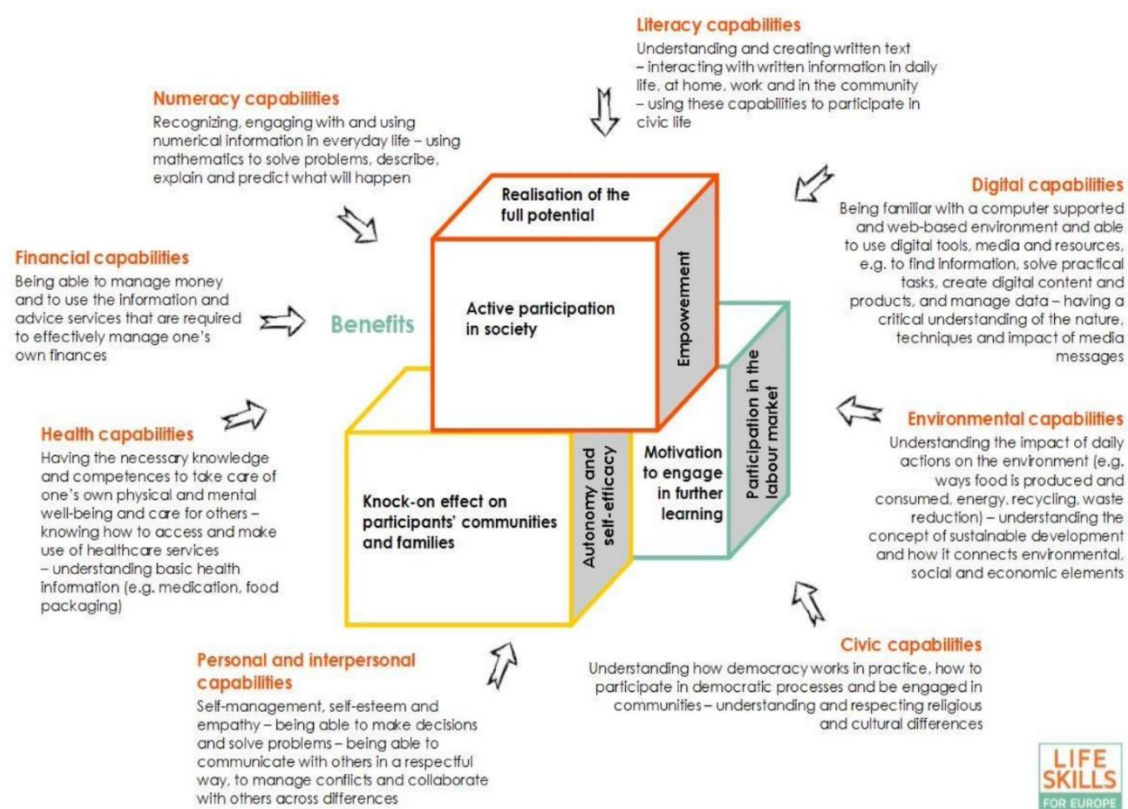 Literacy capabilities
Understanding and creating written text
– interacting with written information in daily
life, at home, work and in the community
– using these capabilities to participate in
civic life
Numeracy capabilities
Recognizing, engaging with and using
numerical information in everyday life – using
mathematics to solve problems, describe,
explain and predict what will happen
Digital capabilities
Being familiar with a computer supported
and web-based environment and able
to use digital tools, media and resources,
e.g. to find information, solve practical
tasks, create digital content and
products, and manage data – having a
critical understanding of the nature,
techniques and impact of media
messages
Financial capabilities
Being able to manage money
and to use the information and
advice services that are required
to effectively manage one's
own finances
Benefits
Realisation of the
full potential
Active participation
in society
Empowerment
Knock-on effect on
participants' communities
and families
Autonomy and
self-efficacy
Motivation
to engage
in further
learning
Participation in the
labour market
Health capabilities
Having the necessary knowledge
and competences to take care of
one's own physical and mental
well-being and care for others –
knowing how to access and make
use of healthcare services
– understanding basic health
information (e.g. medication, food
packaging)
Environmental capabilities
Understanding the impact of daily
actions on the environment (e.g.
ways food is produced and
consumed, energy, recycling, waste
reduction) – understanding the
concept of sustainable development
and how it connects environmental,
social and economic elements
Personal and interpersonal
capabilities
Self-management, self-esteem and
empathy – being able to make decisions
and solve problems – being able to
communicate with others in a respectful
way, to manage conflicts and collaborate
with others across differences
Civic capabilities
Understanding how democracy works in practice, how to
participate in democratic processes and be engaged in
communities – understanding and respecting religious
and cultural differences
LIFE
SKILLS
FOR EUROPE